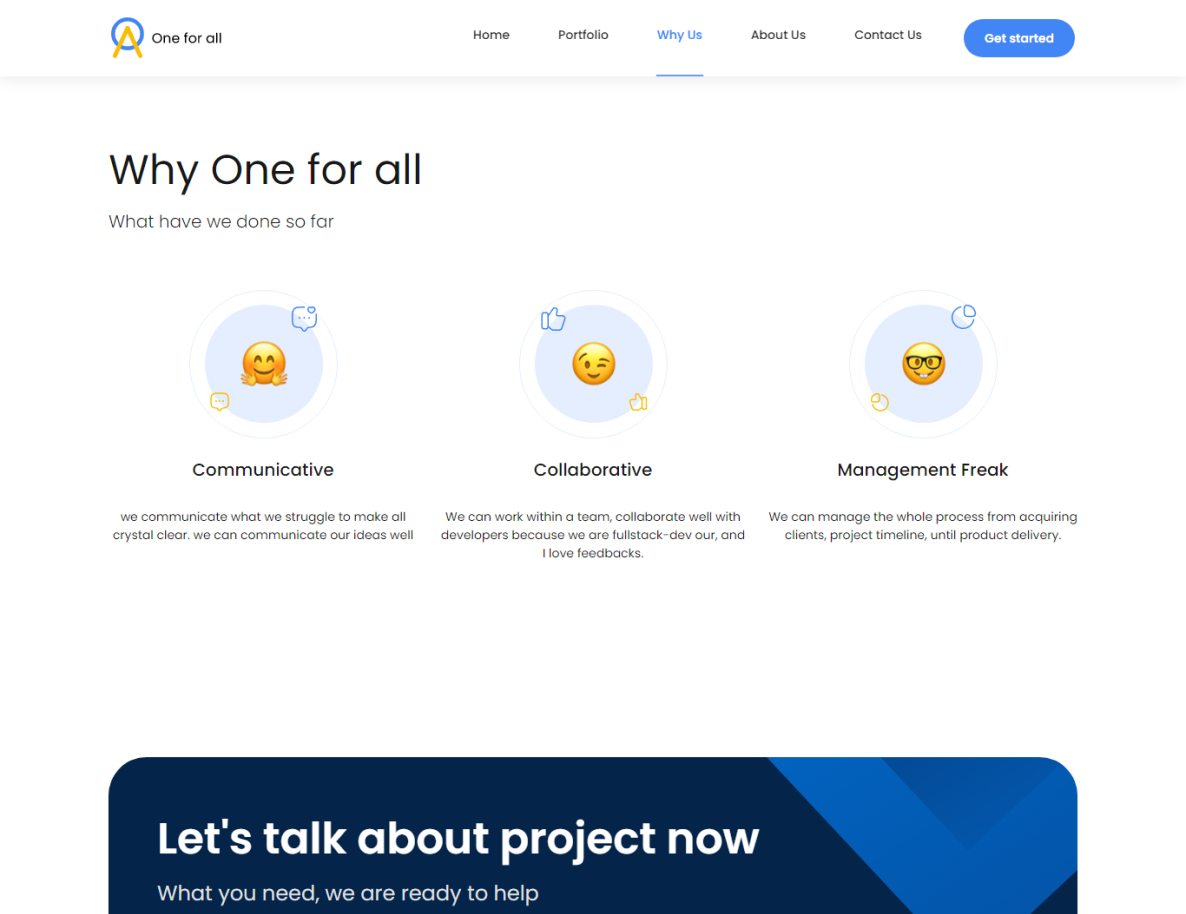 One for all
Home
Portfolio
Why Us
About Us
Contact Us
Get started
Why One for all
What have we done so far
Communicative
we communicate what we struggle to make all
crystal clear. we can communicate our ideas well
Collaborative
We can work within a team, collaborate well with
developers because we are fullstack-dev our, and
I love feedbacks.
Management Freak
We can manage the whole process from acquiring
clients, project timeline, until product delivery.
Let's talk about project now
What you need, we are ready to help